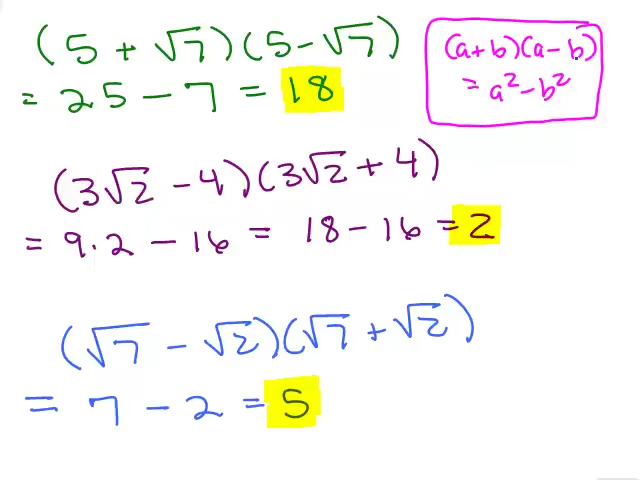 (5 + √7)(5 - √7)
= 25 - 7 = 18
(a + b)(a - b)
= a² - b²
(3√2 - 4)(3√2 + 4)
= 9·2 - 16 = 18 - 16 = 2
(√7 - √2)(√7 + √2)
= 7 - 2 = 5